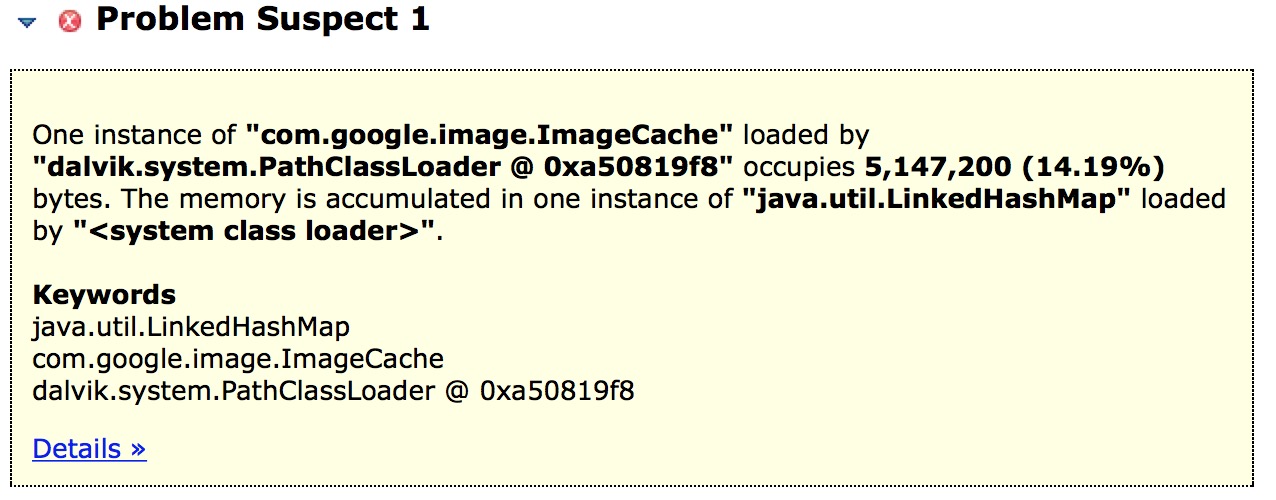 Problem Suspect 1
One instance of "com.google.image.ImageCache" loaded by
"dalvik.system.PathClassLoader @ 0xa50819f8" occupies 5,147,200 (14.19%)
bytes. The memory is accumulated in one instance of "java.util.LinkedHashMap" loaded
by "<system class loader>".
Keywords
java.util.LinkedHashMap
com.google.image.ImageCache
dalvik.system.PathClassLoader @ 0xa50819f8
Details »